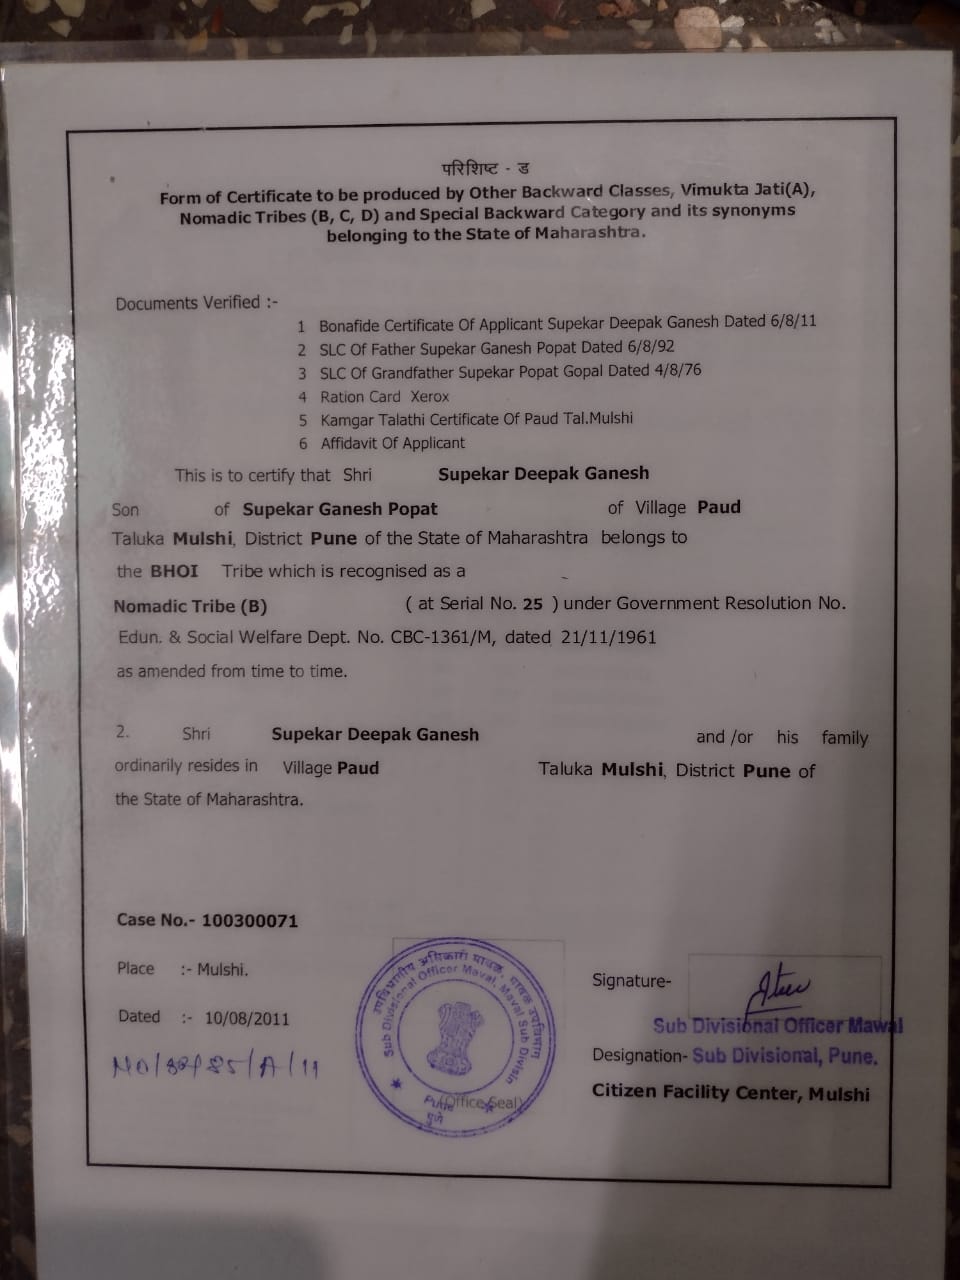 परिशिष्ट - ड
Form of Certificate to be produced by Other Backward Classes, Vimukta Jati(A),
Nomadic Tribes (B, C, D) and Special Backward Category and its synonyms
belonging to the State of Maharashtra.
Documents Verified :-
1 Bonafide Certificate Of Applicant Supekar Deepak Ganesh Dated 6/8/11
2 SLC Of Father Supekar Ganesh Popat Dated 6/8/92
3 SLC Of Grandfather Supekar Popat Gopal Dated 4/8/76
4 Ration Card Xerox
5 Kamgar Talathi Certificate Of Paud Tal.Mulshi
6 Affidavit Of Applicant
This is to certify that Shri Supekar Deepak Ganesh
Son of Supekar Ganesh Popat of Village Paud
Taluka Mulshi, District Pune of the State of Maharashtra belongs to
the BHOI Tribe which is recognised as a
Nomadic Tribe (B) ( at Serial No. 25 ) under Government Resolution No.
Edun. & Social Welfare Dept. No. CBC-1361/M, dated 21/11/1961
as amended from time to time.
2. Shri Supekar Deepak Ganesh and /or his family
ordinarily resides in Village Paud Taluka Mulshi, District Pune of
the State of Maharashtra.
Case No.- 100300071
Place :- Mulshi.
Dated :- 10/08/2011
उपविभागीय अधिकारी मावळ, मावळ उपविभाग
Sub Divisional Officer Maval, Maval Sub Divisin
Pune
पुणे
(Office Seal)
Signature-
Sub Divisional Officer Mawal
Designation- Sub Divisional, Pune.
Citizen Facility Center, Mulshi